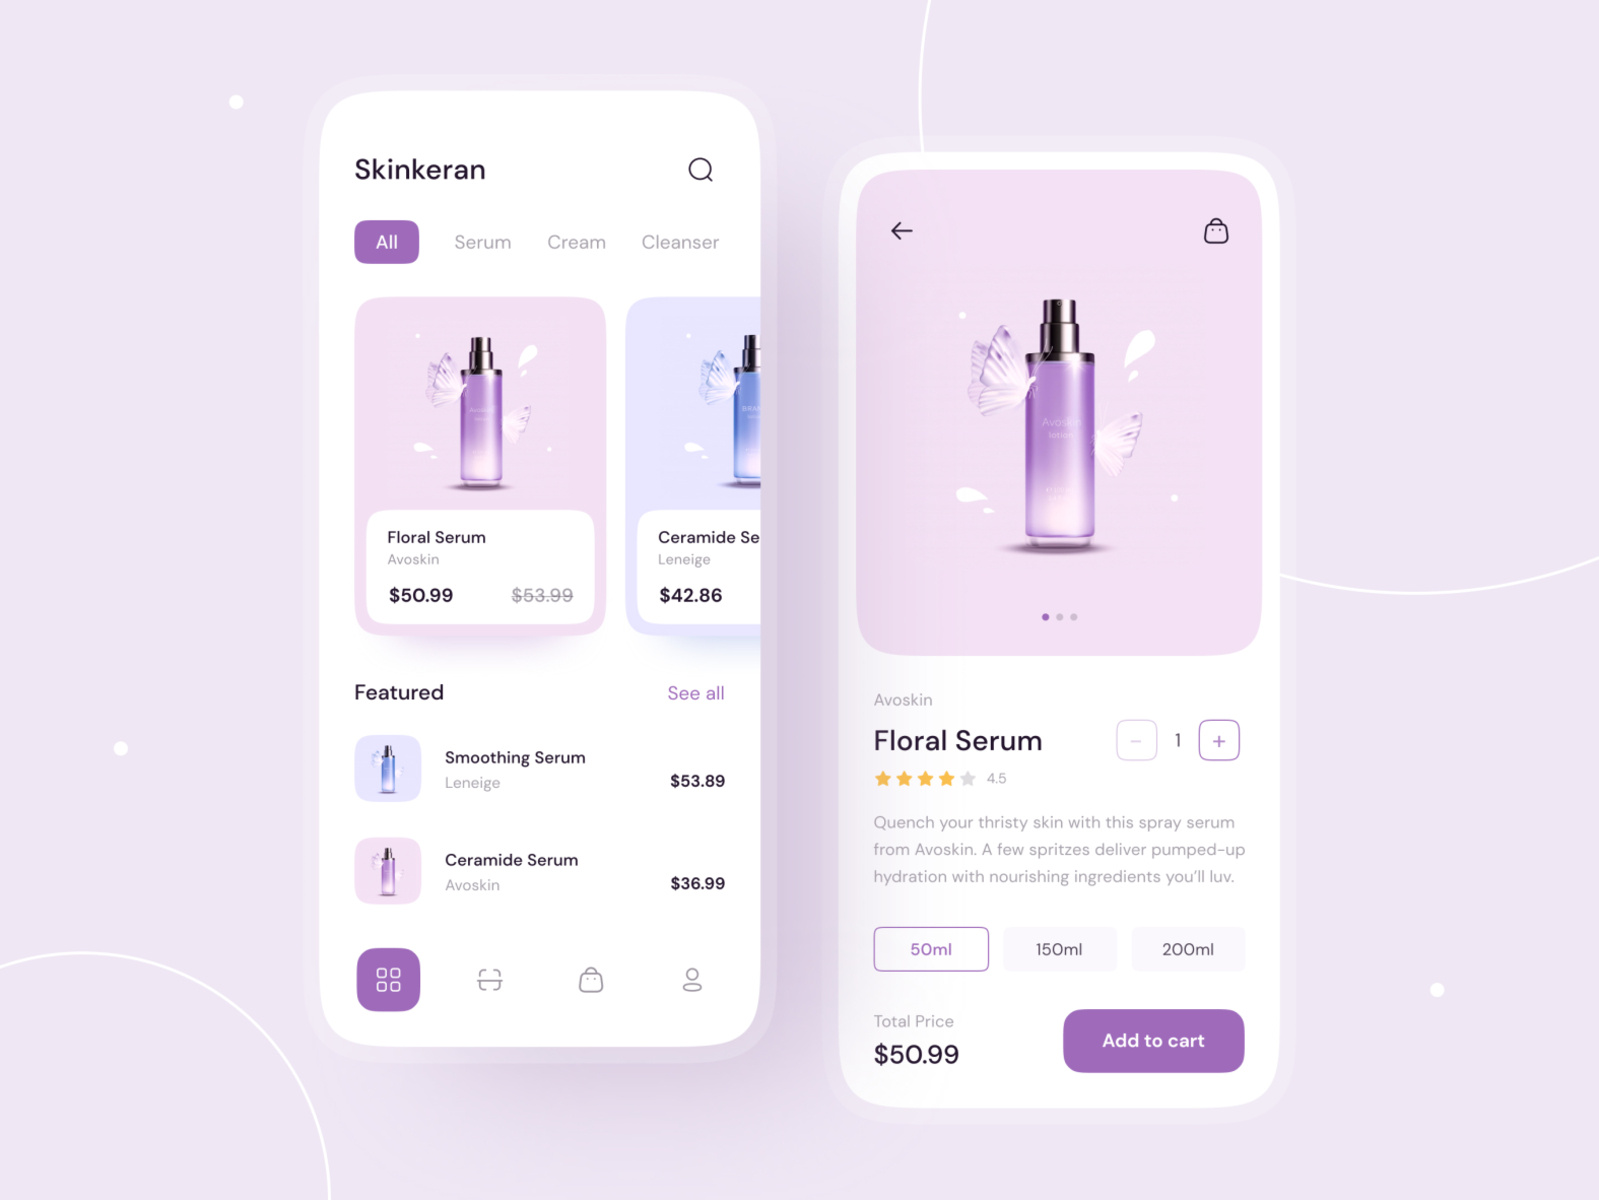 Skinkeran
All
Serum
Cream
Cleanser
Floral Serum
Avoskin
$50.99
$53.99
Ceramide Se
Leneige
$42.86
Featured
See all
Smoothing Serum
Leneige
$53.89
Ceramide Serum
Avoskin
$36.99
Avoskin
lotion
Avoskin
Floral Serum
1
4.5
Quench your thristy skin with this spray serum
from Avoskin. A few spritzes deliver pumped-up
hydration with nourishing ingredients you'll luv.
50ml
150ml
200ml
Total Price
$50.99
Add to cart